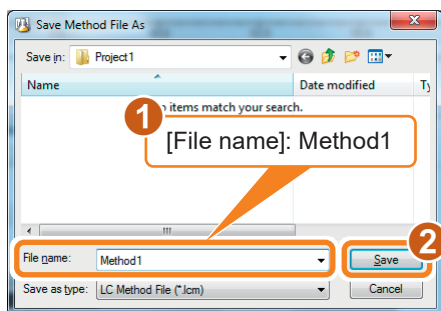 Save Method File As
Save in: Project1
Name Date modified Ty
items match your search.
1
[File name]: Method1
2
File name: Method1 Save
Save as type: LC Method File (*.lcm) Cancel